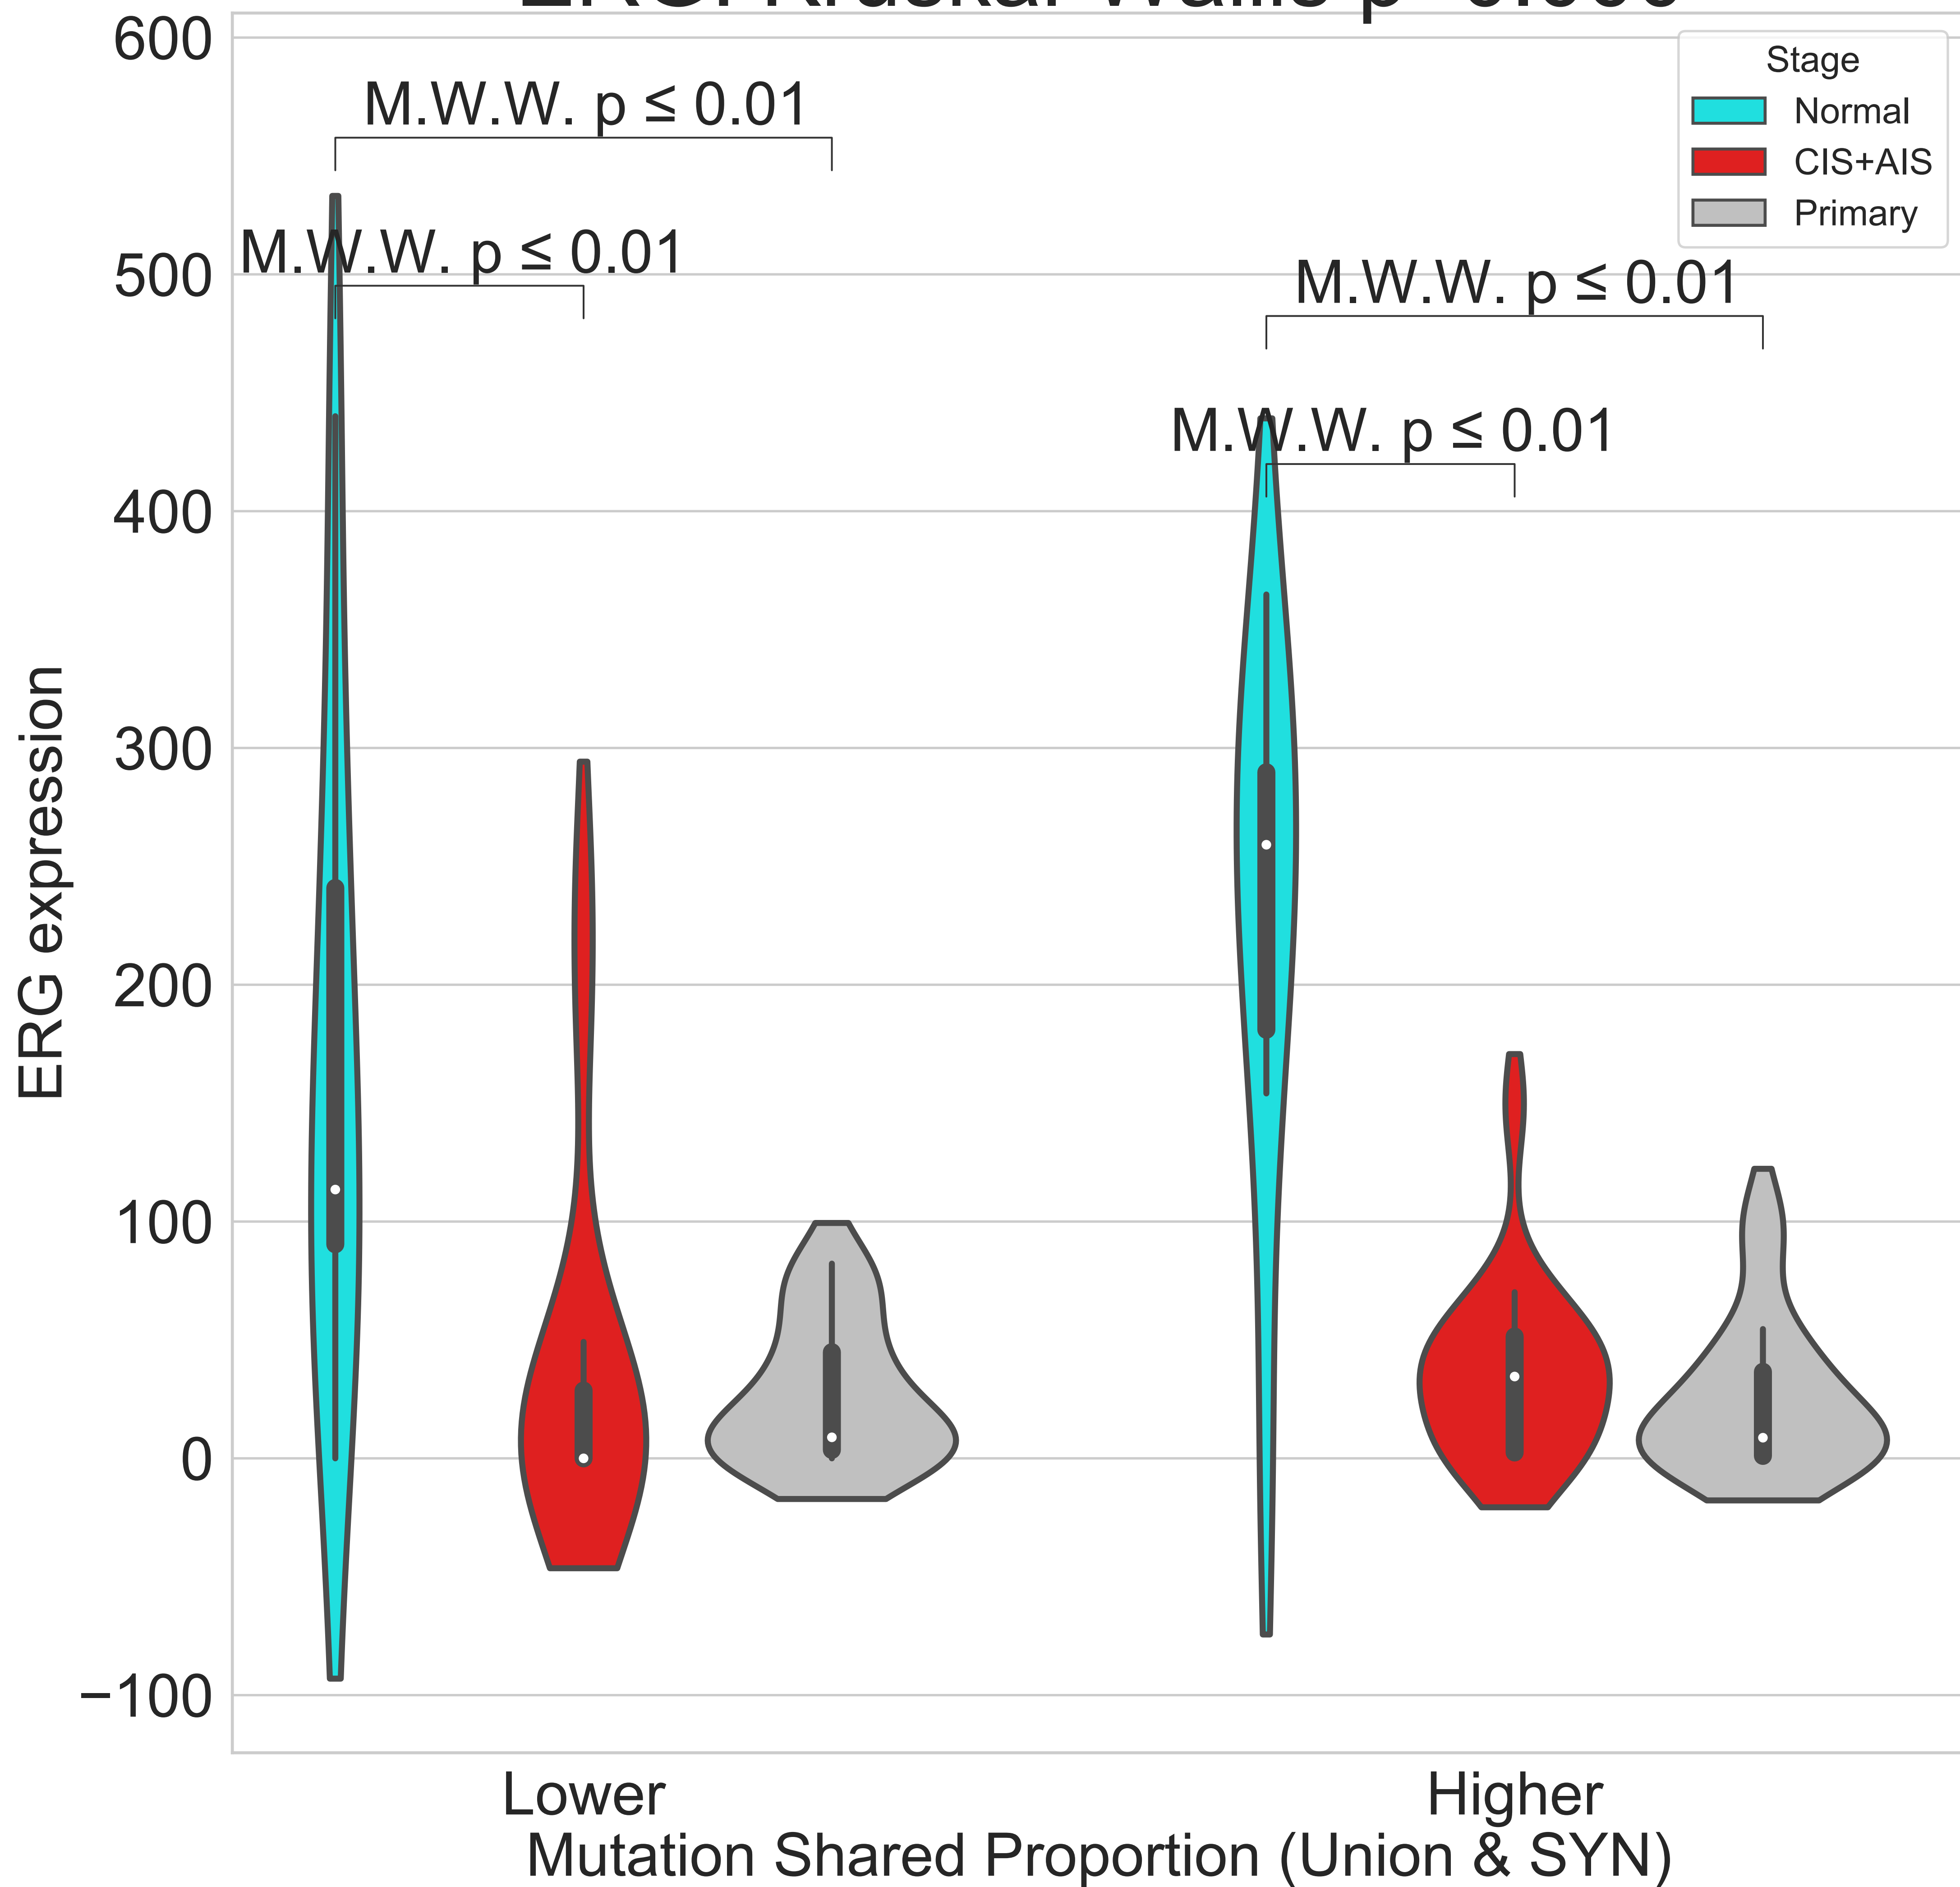 600
500
400
300
200
100
0
−100
ERG expression
M.W.W. p ≤ 0.01
M.W.W. p ≤ 0.01
M.W.W. p ≤ 0.01
M.W.W. p ≤ 0.01
Stage
Normal
CIS+AIS
Primary
Lower
Higher
Mutation Shared Proportion (Union & SYN)